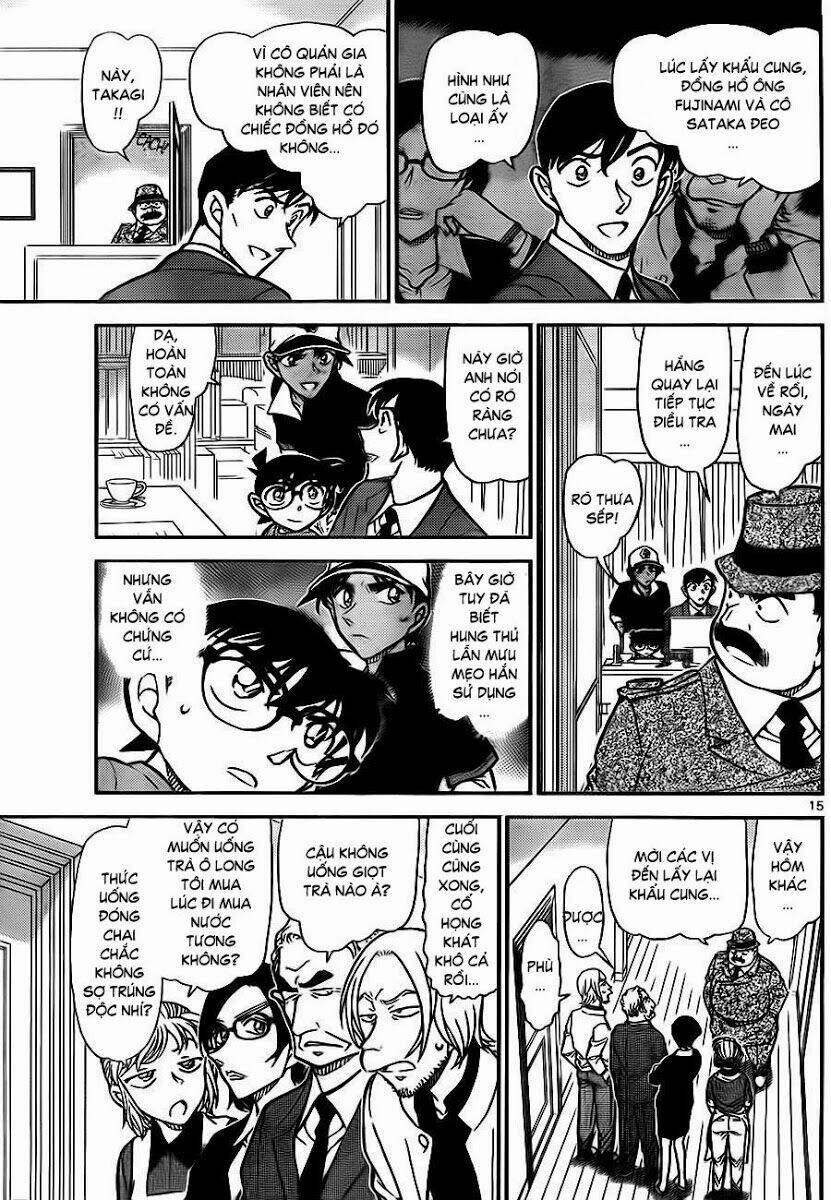 LÚC LẤY KHẨU CUNG,
ĐỒNG HỒ ÔNG
FUJINAMI VÀ CÔ
SATAKA ĐEO
...
HÌNH NHƯ
CŨNG LÀ
LOẠI ẤY
...
VÌ CÔ QUẢN GIA
KHÔNG PHẢI LÀ
NHÂN VIÊN NÊN
KHÔNG BIẾT CÓ
CHIẾC ĐỒNG HỒ ĐÓ
KHÔNG...
NÀY,
TAKAGI
!!
CẠCH
ĐẾN LÚC
VỀ RỒI,
NGÀY
MAI
...
HẲNG
QUAY LẠI
TIẾP TỤC
ĐIỀU TRA
...
RÕ THƯA
SẾP!
NÃY GIỜ
ANH NÓI
CÓ RÕ
RÀNG
CHƯA?
DẠ,
HOÀN
TOÀN
KHÔNG
CÓ VẤN
ĐỀ.
BÂY GIỜ
TUY ĐÃ
BIẾT
HUNG THỦ
LẪN MƯU
MẸO HẮN
SỬ DỤNG
...
NHƯNG
VẪN
KHÔNG CÓ
CHỨNG
CỨ...
15
VẬY
HÔM
KHÁC
...
MỜI CÁC VỊ
ĐẾN LẤY LẠI
KHẨU CUNG...
ĐƯỢC
...
PHÙ
...
CUỐI
CÙNG
CŨNG
XONG,
CỔ
HỌNG
KHÁT
KHÔ CẢ
RỒI...
CẬU KHÔNG
UỐNG GIỌT
TRÀ NÀO À?
VẬY CÓ
MUỐN UỐNG
TRÀ Ô LONG
TÔI MUA
LÚC ĐI MUA
NƯỚC
TƯƠNG
KHÔNG?
THỨC
UỐNG
ĐÓNG
CHAI
CHẮC
KHÔNG
SỢ TRÚNG
ĐỘC NHỈ?